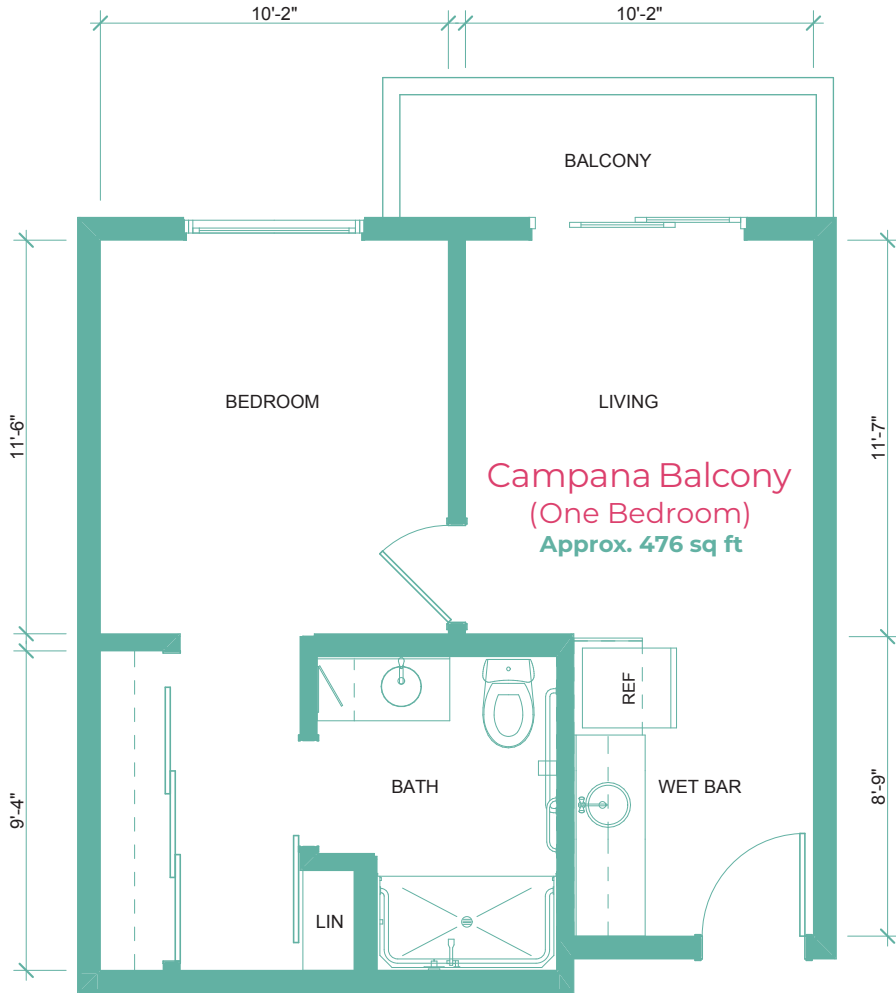 10'-2"
10'-2"
BALCONY
BEDROOM
LIVING
11'-6"
11'-7"
Campana Balcony
(One Bedroom)
Approx. 476 sq ft
REF
BATH
WET BAR
9'-4"
8'-9"
LIN